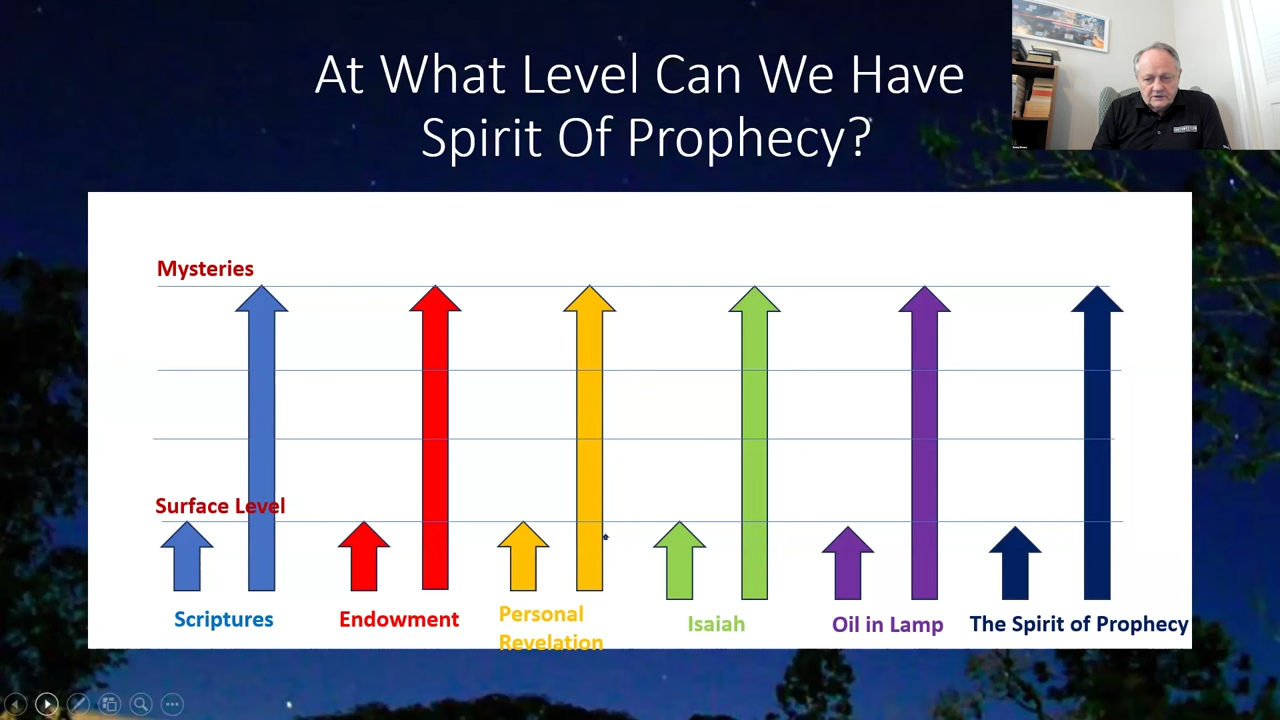 At What Level Can We Have
Spirit Of Prophecy?
Mysteries
Surface Level
Scriptures
Endowment
Personal
Revelation
Isaiah
Oil in Lamp
The Spirit of Prophecy